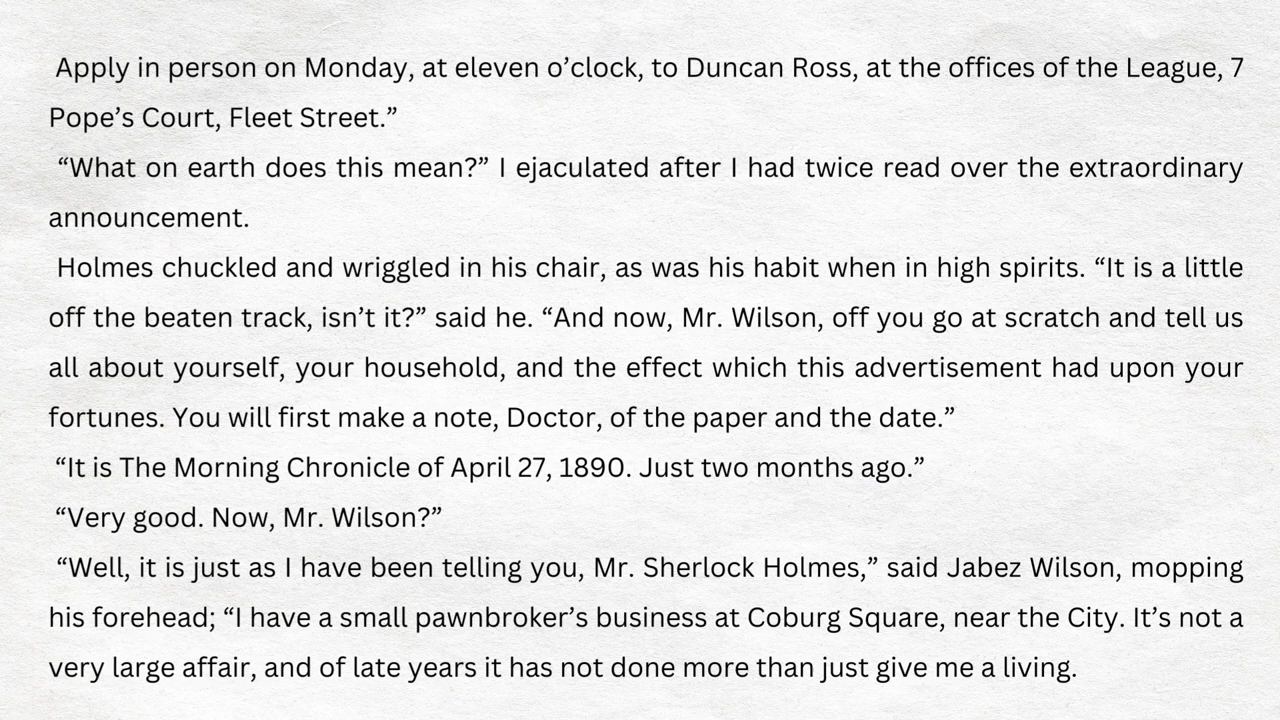 Apply in person on Monday, at eleven o’clock, to Duncan Ross, at the offices of the League, 7
Pope’s Court, Fleet Street.”
“What on earth does this mean?” I ejaculated after I had twice read over the extraordinary
announcement.
Holmes chuckled and wriggled in his chair, as was his habit when in high spirits. “It is a little
off the beaten track, isn’t it?” said he. “And now, Mr. Wilson, off you go at scratch and tell us
all about yourself, your household, and the effect which this advertisement had upon your
fortunes. You will first make a note, Doctor, of the paper and the date.”
“It is The Morning Chronicle of April 27, 1890. Just two months ago.”
“Very good. Now, Mr. Wilson?”
“Well, it is just as I have been telling you, Mr. Sherlock Holmes,” said Jabez Wilson, mopping
his forehead; “I have a small pawnbroker’s business at Coburg Square, near the City. It’s not a
very large affair, and of late years it has not done more than just give me a living.